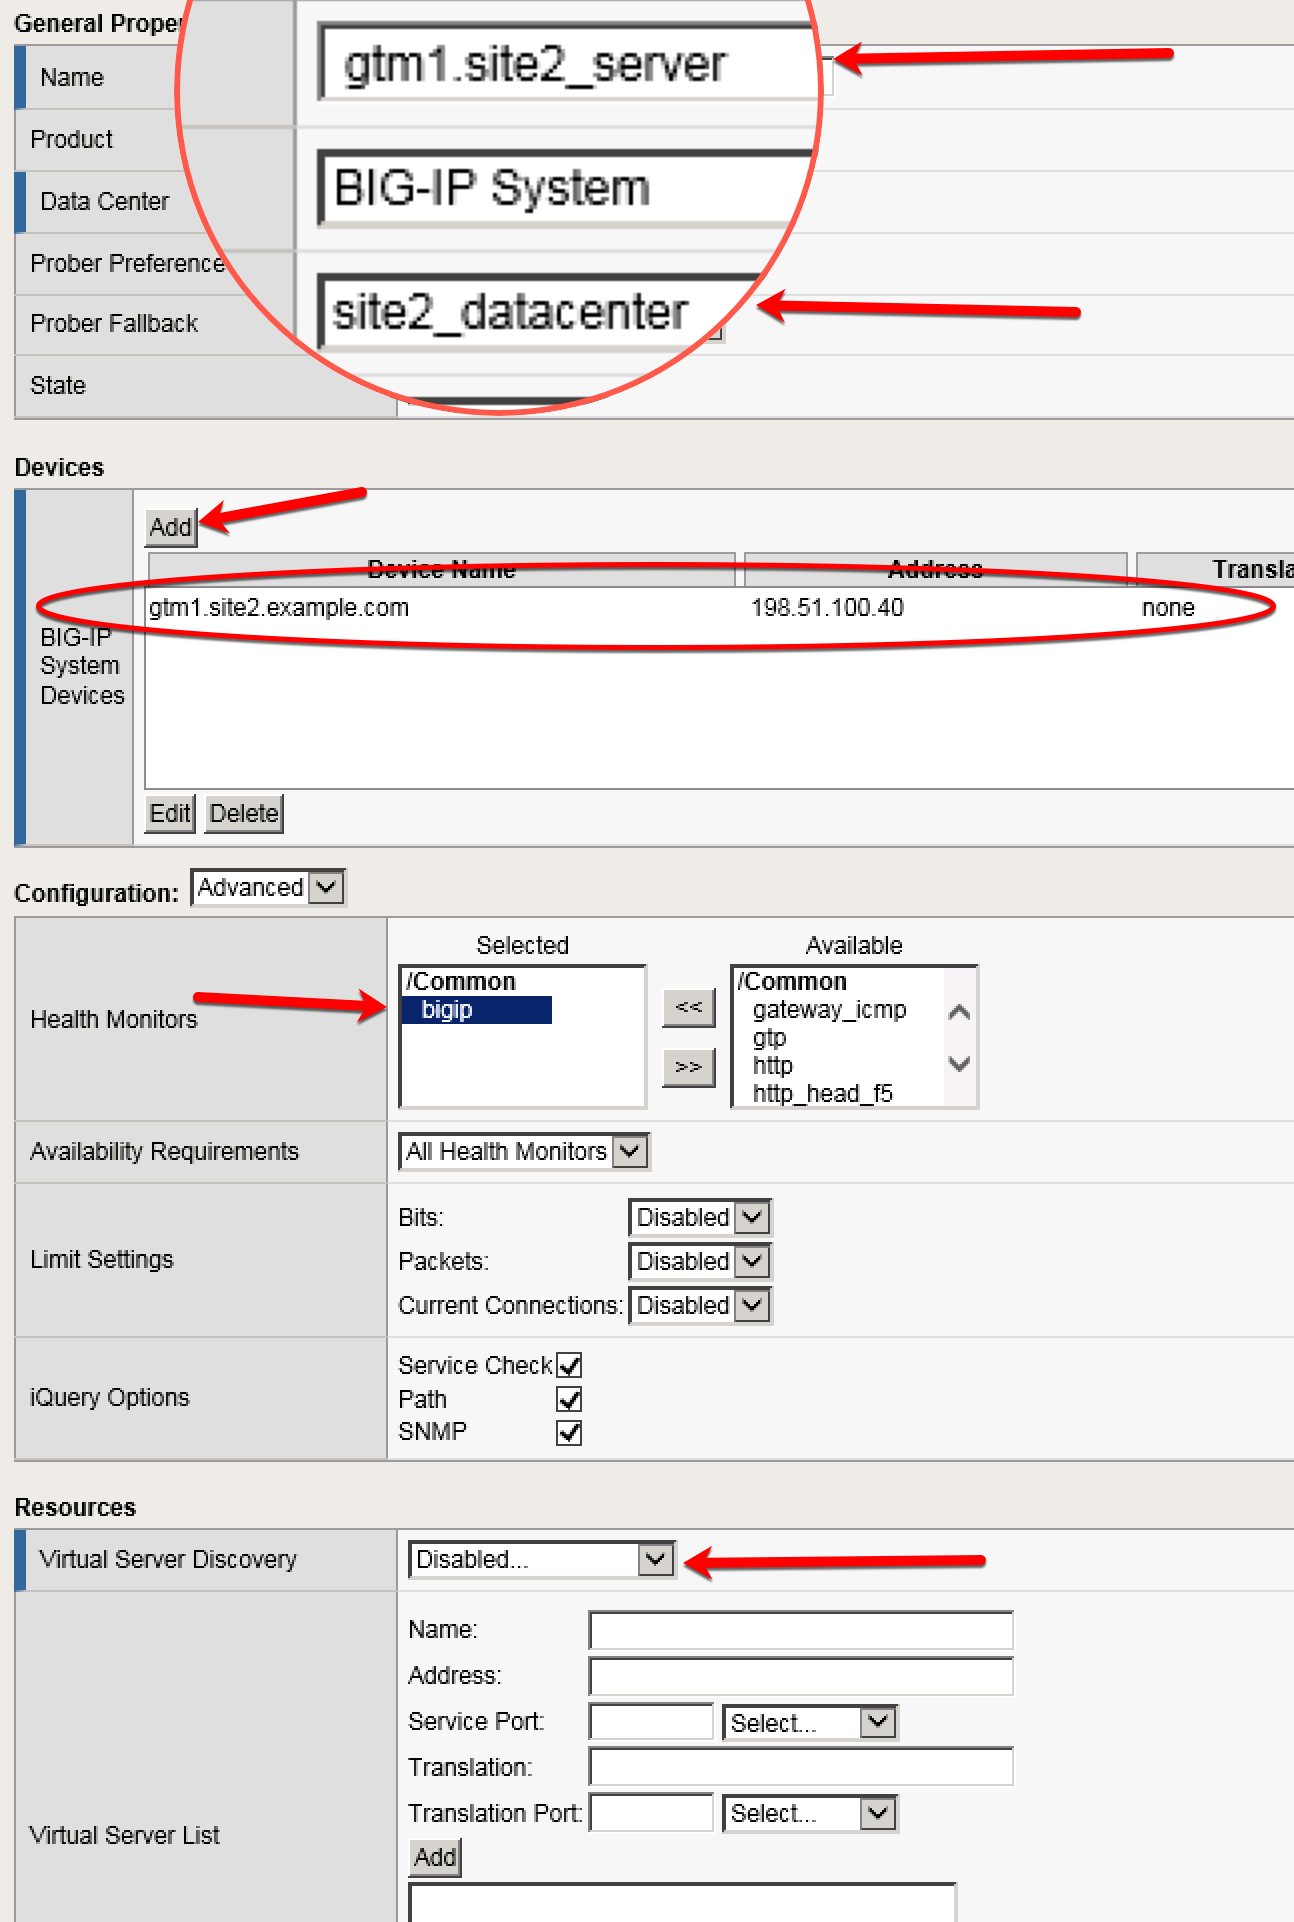 General Proper
Name
gtm1.site2_server
Product
BIG-IP System
Data Center
site2_datacenter
Prober Preference
Prober Fallback
State
Devices
Add
Device Name Address Transla
gtm1.site2.example.com 198.51.100.40 none
BIG-IP
System
Devices
Edit Delete
Configuration: Advanced
Selected Available
Health Monitors
/Common
bigip
<<
>>
/Common
gateway_icmp
gtp
http
http_head_f5
Availability Requirements All Health Monitors
Limit Settings
Bits: Disabled
Packets: Disabled
Current Connections: Disabled
iQuery Options
Service Check
Path
SNMP
Resources
Virtual Server Discovery Disabled...
Virtual Server List
Name:
Address:
Service Port: Select...
Translation:
Translation Port: Select...
Add